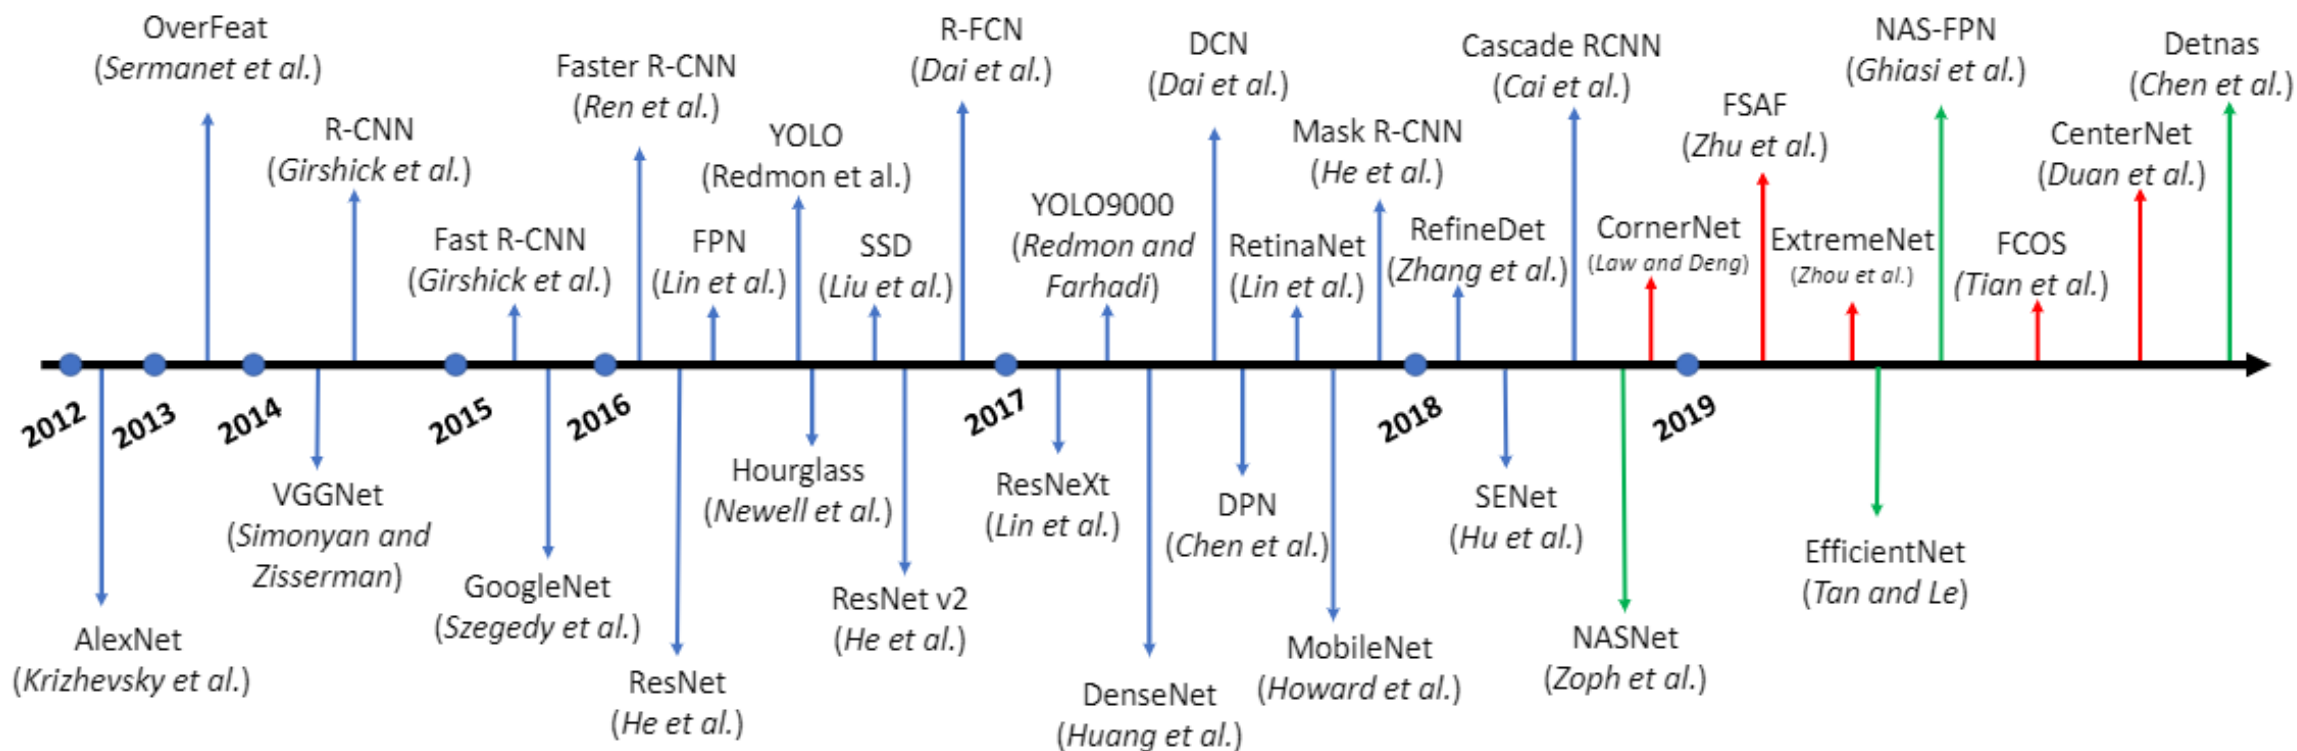 OverFeat
(Sermanet et al.)
R-CNN
(Girshick et al.)
Fast R-CNN
(Girshick et al.)
Faster R-CNN
(Ren et al.)
FPN
(Lin et al.)
YOLO
(Redmon et al.)
SSD
(Liu et al.)
R-FCN
(Dai et al.)
YOLO9000
(Redmon and
Farhadi)
DCN
(Dai et al.)
RetinaNet
(Lin et al.)
Mask R-CNN
(He et al.)
RefineDet
(Zhang et al.)
Cascade RCNN
(Cai et al.)
CornerNet
(Law and Deng)
FSAF
(Zhu et al.)
ExtremeNet
(Zhou et al.)
NAS-FPN
(Ghiasi et al.)
FCOS
(Tian et al.)
CenterNet
(Duan et al.)
Detnas
(Chen et al.)
2012
2013
2014
2015
2016
2017
2018
2019
AlexNet
(Krizhevsky et al.)
VGGNet
(Simonyan and
Zisserman)
GoogleNet
(Szegedy et al.)
ResNet
(He et al.)
Hourglass
(Newell et al.)
ResNet v2
(He et al.)
ResNeXt
(Lin et al.)
DenseNet
(Huang et al.)
DPN
(Chen et al.)
MobileNet
(Howard et al.)
SENet
(Hu et al.)
NASNet
(Zoph et al.)
EfficientNet
(Tan and Le)